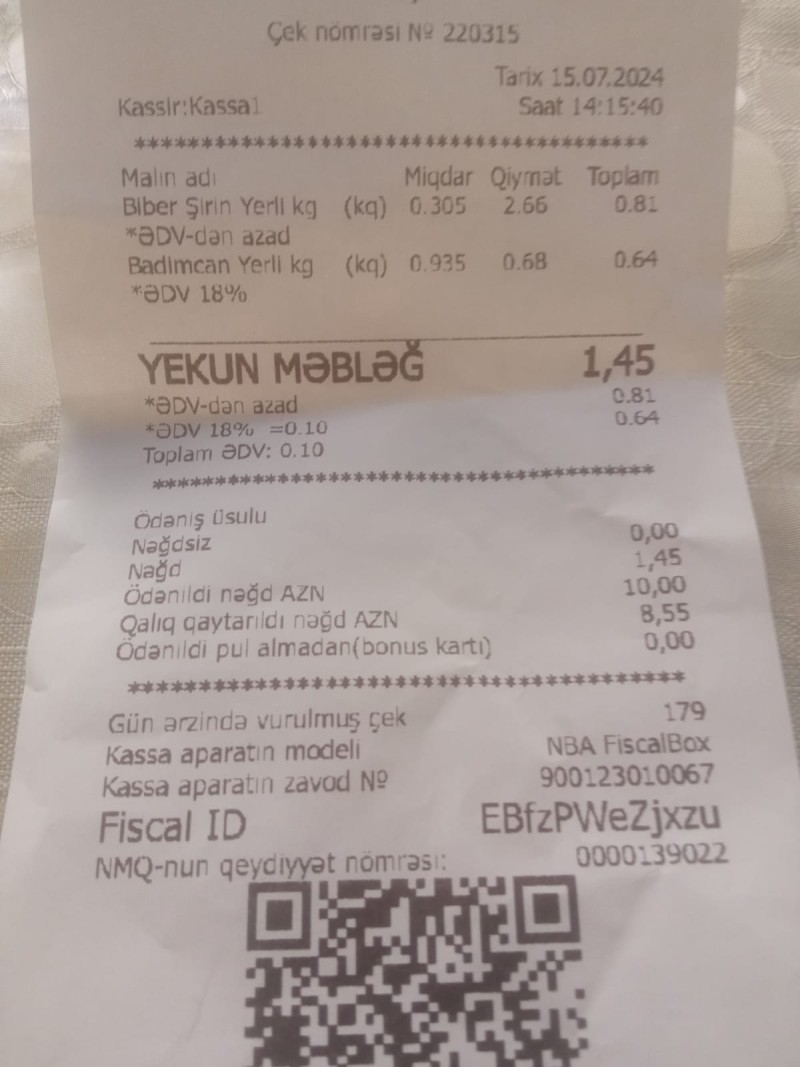 Çek nömrəsi № 220315
Tarix 15.07.2024
Kassir:Kassa1 Saat 14:15:40
****************************************
Malın adı Miqdar Qiymət Toplam
Biber Şirin Yerli kg (kq) 0.305 2.66 0.81
*ƏDV-dən azad
Badimcan Yerli kg (kq) 0.935 0.68 0.64
*ƏDV 18%
YEKUN MƏBLƏĞ 1,45
*ƏDV-dən azad 0.81
*ƏDV 18% =0.10 0.64
Toplam ƏDV: 0.10
****************************************
Ödəniş üsulu
Nağdsiz 0,00
Nağd 1,45
Ödənildi nağd AZN 10,00
Qalıq qaytarıldı nağd AZN 8,55
Ödənildi pul almadan(bonus kartı) 0,00
****************************************
Gün ərzində vurulmuş çek 179
Kassa aparatın modeli NBA FiscalBox
Kassa aparatın zavod № 900123010067
Fiscal ID EBfzPWeZjxzu
NMQ-nun qeydiyyət nömrəsi: 0000139022